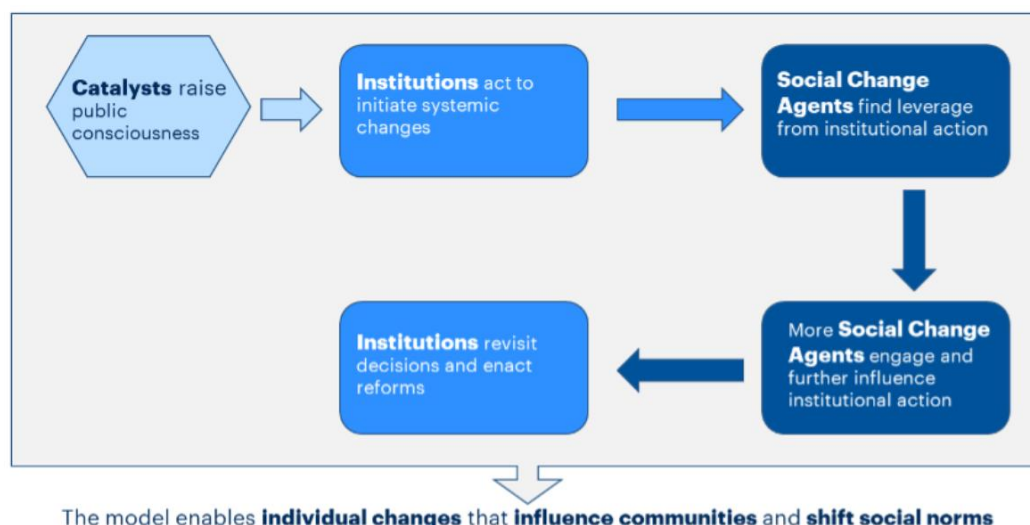 Catalysts raise
public
consciousness
Institutions act to
initiate systemic
changes
Social Change
Agents find leverage
from institutional action
More Social Change
Agents engage and
further influence
institutional action
Institutions revisit
decisions and enact
reforms
The model enables individual changes that influence communities and shift social norms